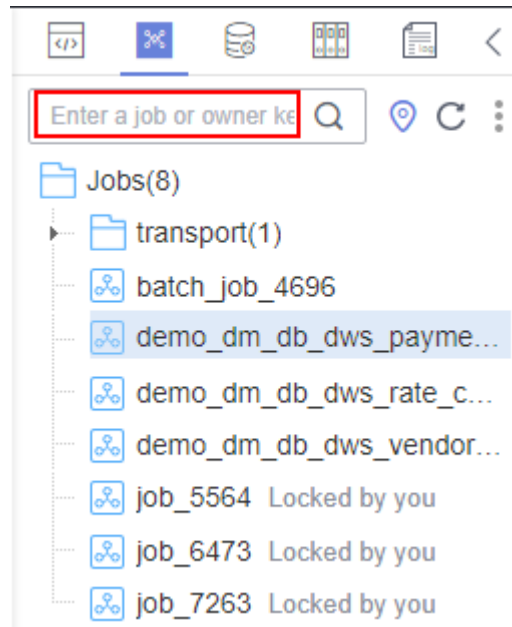 </>
log
Enter a job or owner ke
Jobs(8)
transport(1)
batch_job_4696
demo_dm_db_dws_payme...
demo_dm_db_dws_rate_c...
demo_dm_db_dws_vendor...
job_5564 Locked by you
job_6473 Locked by you
job_7263 Locked by you